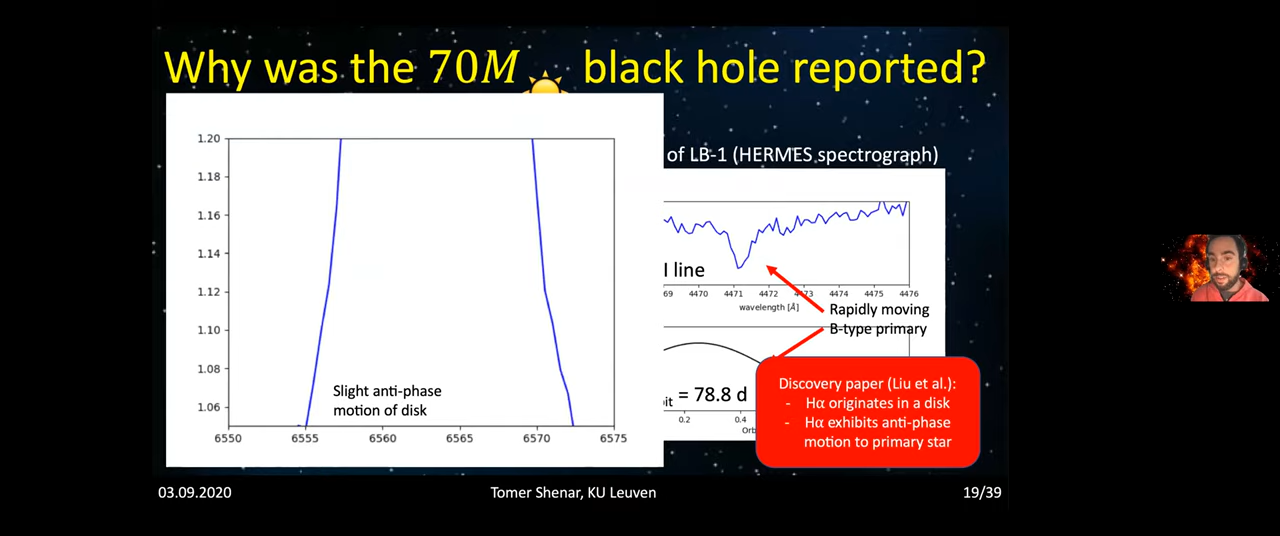 Why was the 70M black hole reported?
of LB-1 (HERMES spectrograph)
1.20
1.18
1.16
1.14
1.12
1.10
1.08
1.06
6550 6555 6560 6565 6570 6575
Slight anti-phase
motion of disk
I line
69 4470 4471 4472 4473 4474 4475 4476
wavelength [Å]
Rapidly moving
B-type primary
it = 78.8 d
0.2 0.4
Orb
Discovery paper (Liu et al.):
- Hα originates in a disk
- Hα exhibits anti-phase
motion to primary star
03.09.2020 Tomer Shenar, KU Leuven 19/39